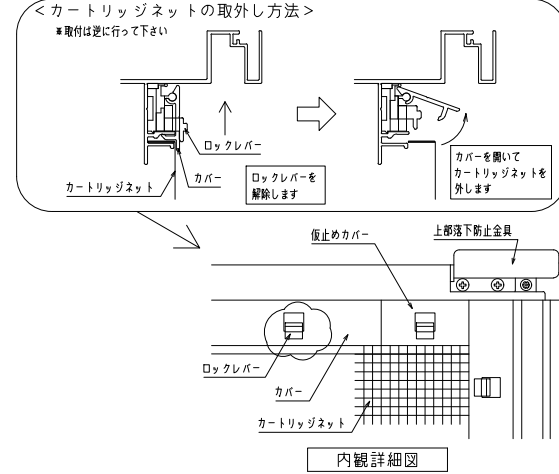 <カートリッジネットの取外し方法>
*取付は逆に行って下さい
ロックレバー
カートリッジネット
カバー
ロックレバーを
解除します
カバーを開いて
カートリッジネットを
外します
仮止めカバー
上部落下防止金具
ロックレバー
カバー
カートリッジネット
内観詳細図